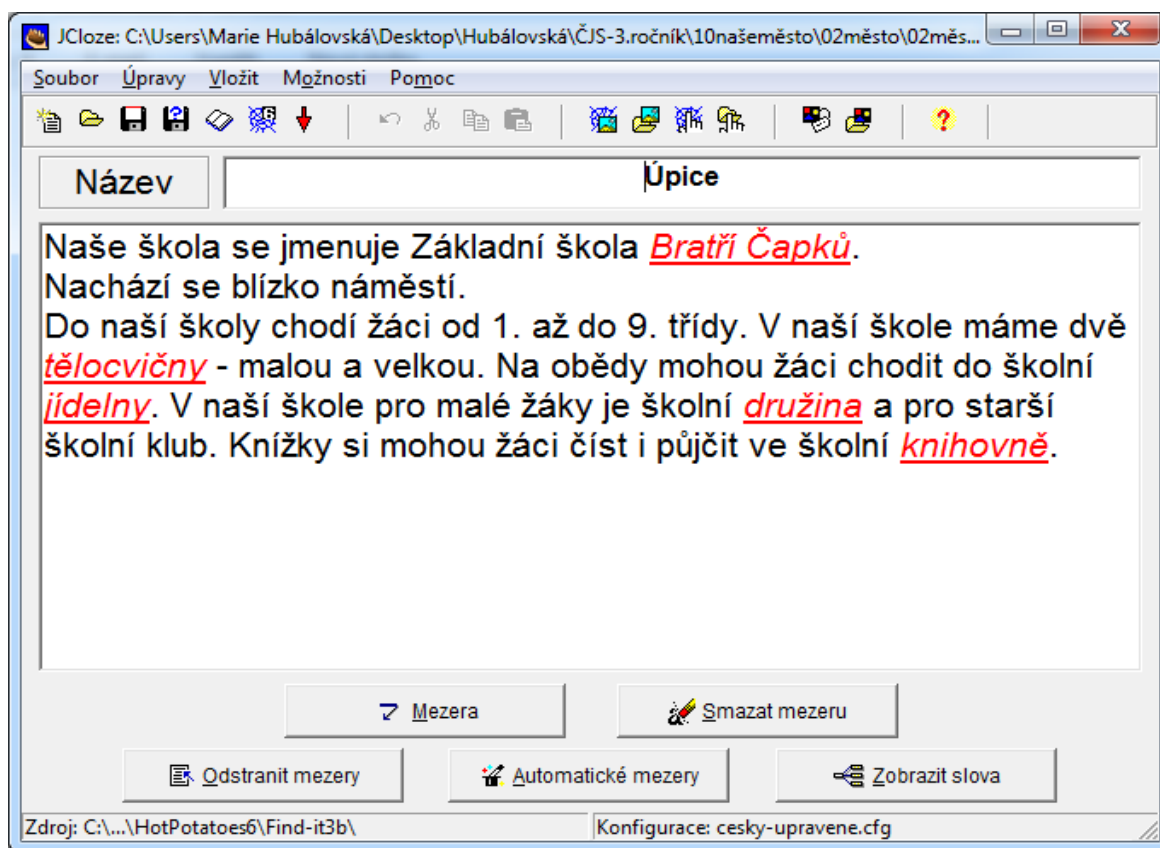 JCloze: C:\Users\Marie Hubálovská\Desktop\Hubálovská\ČJS-3.ročník\10našeměsto\02město\02měs...
Soubor Úpravy Vložit Možnosti Pomoc
Název
Úpice
Naše škola se jmenuje Základní škola Bratří Čapků.
Nachází se blízko náměstí.
Do naší školy chodí žáci od 1. až do 9. třídy. V naší škole máme dvě
tělocvičny - malou a velkou. Na obědy mohou žáci chodit do školní
jídelny. V naší škole pro malé žáky je školní družina a pro starší
školní klub. Knížky si mohou žáci číst i půjčit ve školní knihovně.
Mezera Smazat mezeru
Odstranit mezery Automatické mezery Zobrazit slova
Zdroj: C:\...\HotPotatoes6\Find-it3b\ Konfigurace: cesky-upravene.cfg